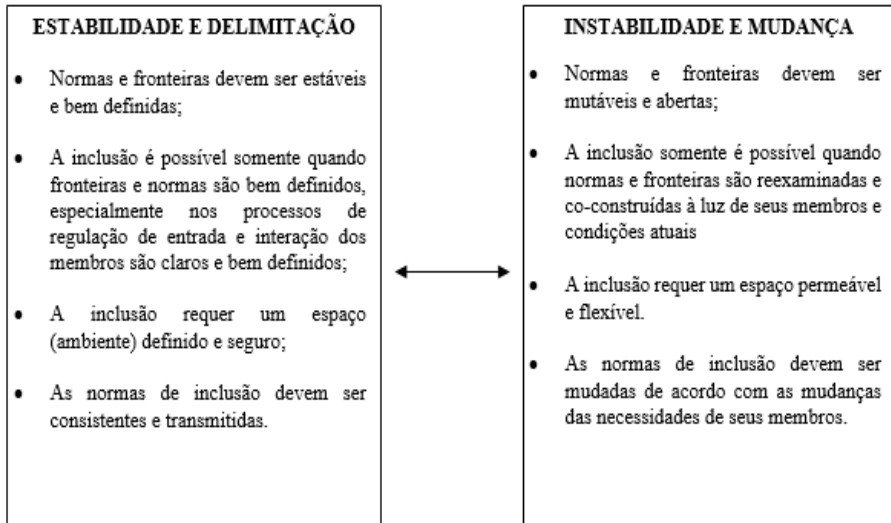 ESTABILIDADE E DELIMITAÇÃO
• Normas e fronteiras devem ser estáveis
e bem definidas;
• A inclusão é possível somente quando
fronteiras e normas são bem definidos,
especialmente nos processos de
regulação de entrada e interação dos
membros são claros e bem definidos;
• A inclusão requer um espaço
(ambiente) definido e seguro;
• As normas de inclusão devem ser
consistentes e transmitidas.
INSTABILIDADE E MUDANÇA
• Normas e fronteiras devem ser
mutáveis e abertas;
• A inclusão somente é possível quando
normas e fronteiras são reexaminadas e
co-construídas à luz de seus membros e
condições atuais
• A inclusão requer um espaço permeável
e flexível.
• As normas de inclusão devem ser
mudadas de acordo com as mudanças
das necessidades de seus membros.